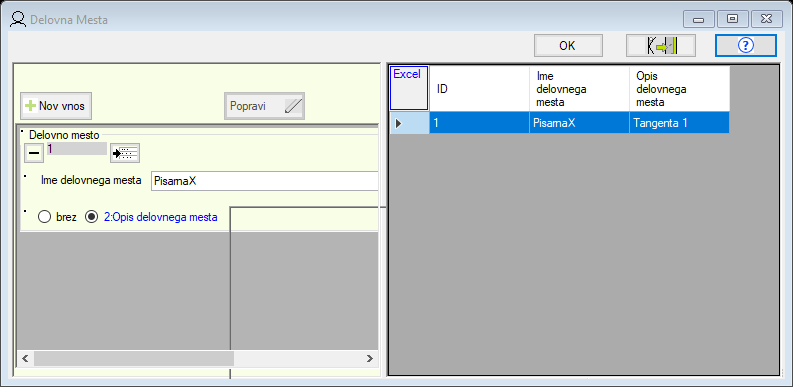 Delovna Mesta
OK
?
Nov vnos
Popravi
Delovno mesto
1
Ime delovnega mesta
PisarnaX
brez
2:Opis delovnega mesta
Excel
ID
Ime
delovnega
mesta
Opis
delovnega
mesta
1
PisarnaX
Tangenta 1